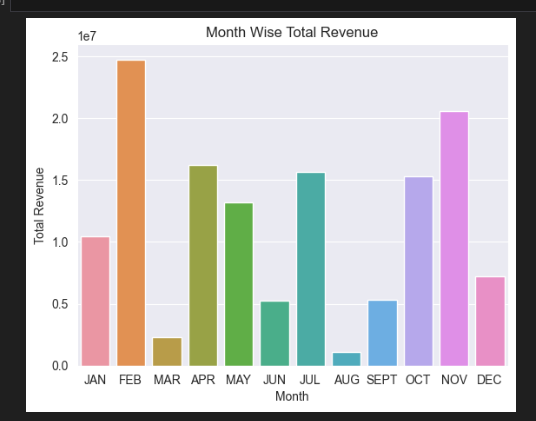 Month Wise Total Revenue
1e7
2.5
2.0
1.5
1.0
0.5
0.0
Total Revenue
JAN FEB MAR APR MAY JUN JUL AUG SEPT OCT NOV DEC
Month